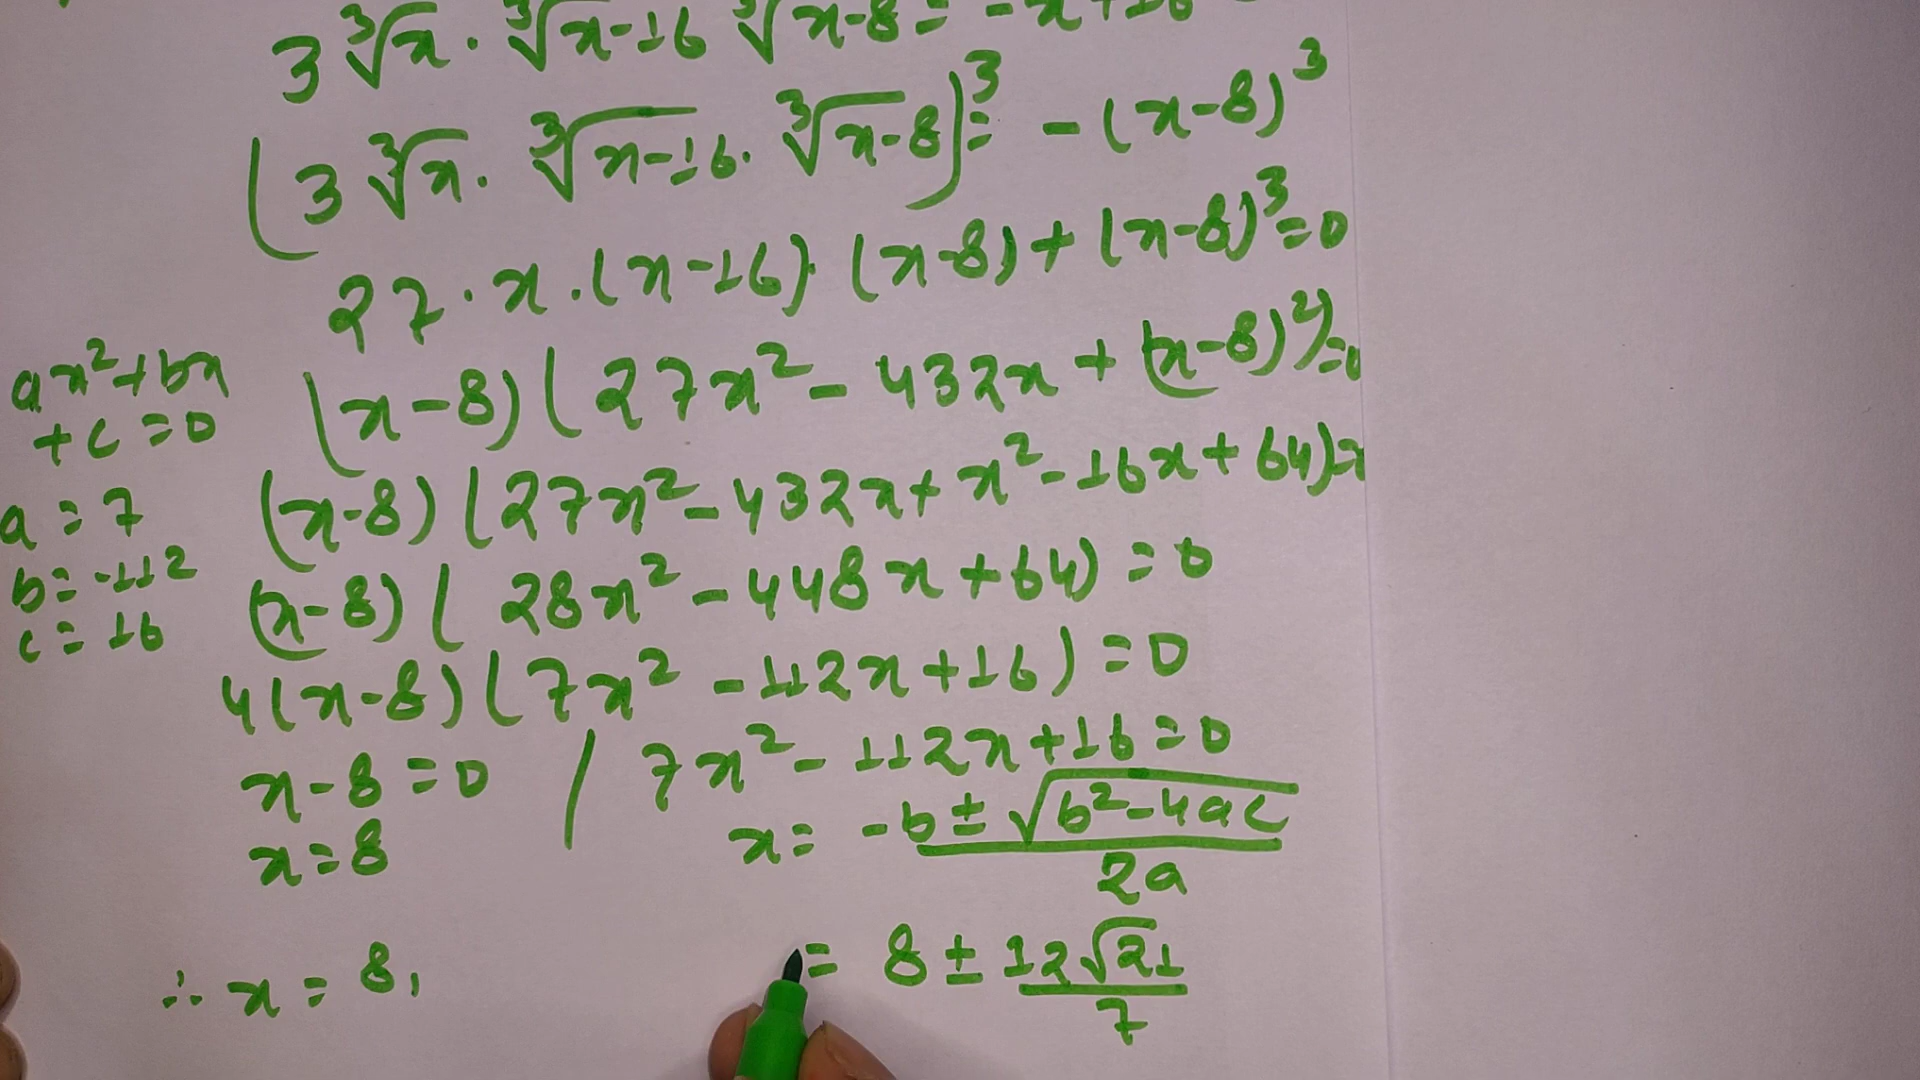 3∛x · ∛x-16 ∛x-8 = -x+16
(3∛x · ∛x-16 · ∛x-8)³ = -(x-8)³
27 · x · (x-16) · (x-8) + (x-8)³ = 0
(x-8)(27x² - 432x + (x-8)²) = 0
(x-8)(27x² - 432x + x² - 16x + 64) =
(x-8)(28x² - 448x + 64) = 0
4(x-8)(7x² - 112x + 16) = 0
x-8 = 0 / 7x² - 112x + 16 = 0
x = 8 x = -b ± √b² - 4ac / 2a
= 8 ± 12√21 / 7
∴ x = 8,
ax² + bx
+ c = 0
a = 7
b = -112
c = 16